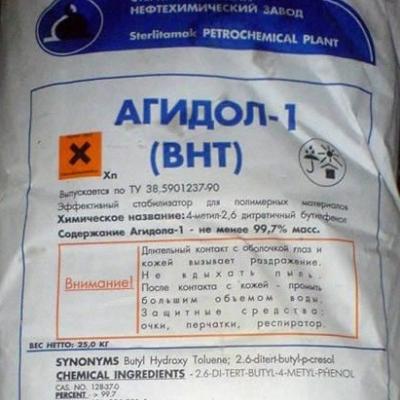 НЕФТЕХИМИЧЕСКИЙ ЗАВОД
Sterlitamak PETROCHEMICAL PLANT
АГИДОЛ-1
(ВНТ)
Xn
Выпускается по ТУ 38.5901237-90
Эффективный стабилизатор для полимерных материалов
Химическое название: 4-метил-2,6 дитретичный бутилфенол
Содержание Агидола-1 - не менее 99,7% масс.
Внимание!
Длительный контакт с оболочкой глаз и
кожей вызывает раздражение.
Не вдыхать пыль.
После контакта с кожей - промыть
большим объемом воды.
Защитные средства:
очки, перчатки, респиратор.
ВЕС НЕТТО: 25,0 КГ
SYNONYMS Butyl Hydroxy Toluene; 2.6-ditert-butyl-p-cresol
CHEMICAL INGREDIENTS - 2.6-DI-TERT-BUTYL-4-METYL-PHENOL
CAS. NO. 128-37-0
PERCENT - > 99.7